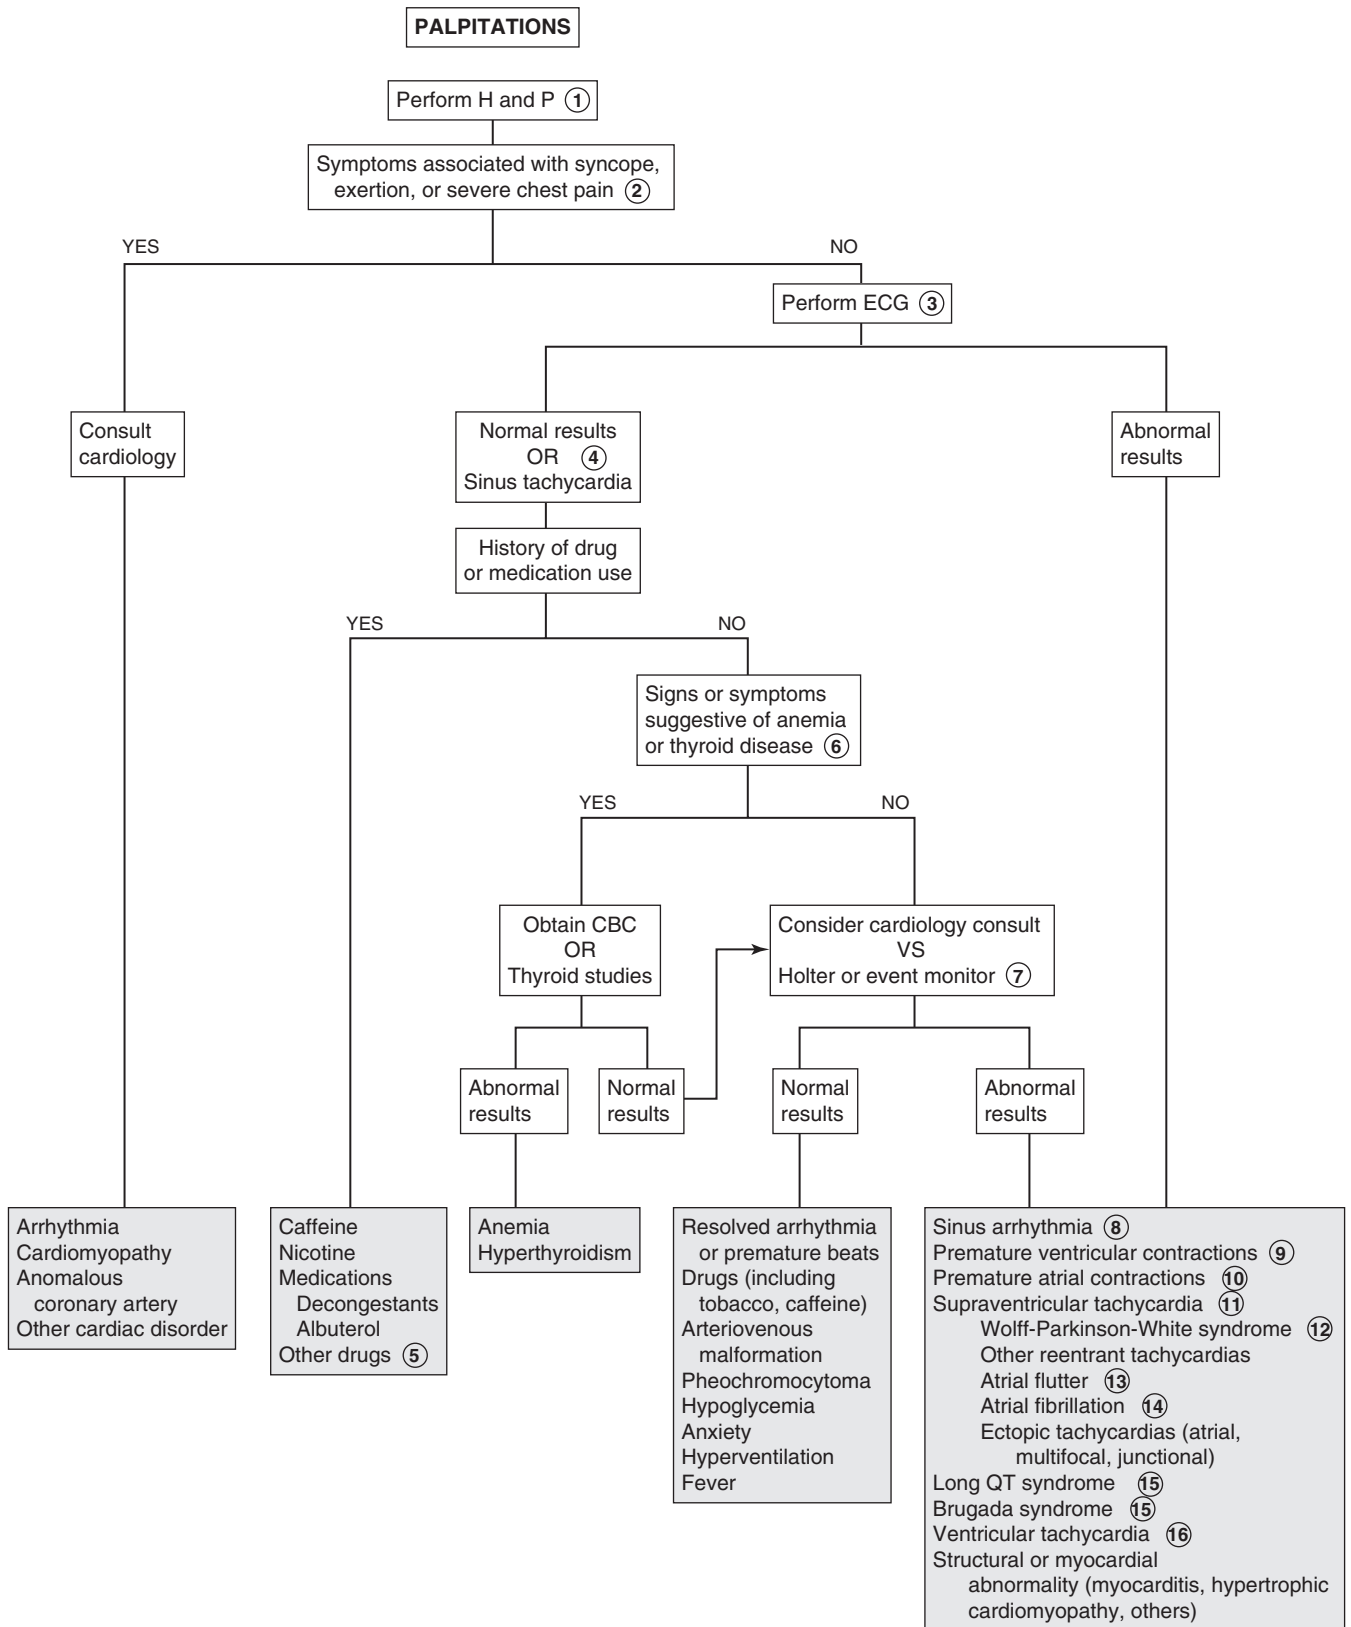 PALPITATIONS
Perform H and P 1
Symptoms associated with syncope,
exertion, or severe chest pain 2
YES
NO
Perform ECG 3
Consult
cardiology
Normal results
OR 4
Sinus tachycardia
Abnormal
results
History of drug
or medication use
YES
NO
Signs or symptoms
suggestive of anemia
or thyroid disease 6
YES
NO
Obtain CBC
OR
Thyroid studies
Consider cardiology consult
VS
Holter or event monitor 7
Abnormal
results
Normal
results
Normal
results
Abnormal
results
Arrhythmia
Cardiomyopathy
Anomalous
coronary artery
Other cardiac disorder
Caffeine
Nicotine
Medications
Decongestants
Albuterol
Other drugs 5
Anemia
Hyperthyroidism
Resolved arrhythmia
or premature beats
Drugs (including
tobacco, caffeine)
Arteriovenous
malformation
Pheochromocytoma
Hypoglycemia
Anxiety
Hyperventilation
Fever
Sinus arrhythmia 8
Premature ventricular contractions 9
Premature atrial contractions 10
Supraventricular tachycardia 11
Wolff-Parkinson-White syndrome 12
Other reentrant tachycardias
Atrial flutter 13
Atrial fibrillation 14
Ectopic tachycardias (atrial,
multifocal, junctional)
Long QT syndrome 15
Brugada syndrome 15
Ventricular tachycardia 16
Structural or myocardial
abnormality (myocarditis, hypertrophic
cardiomyopathy, others)